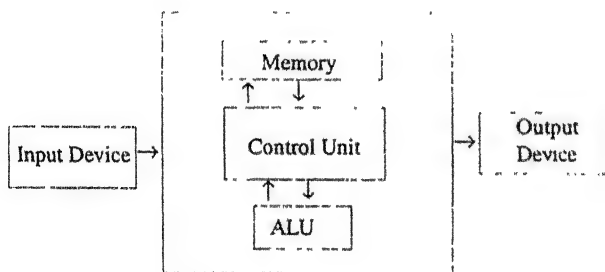 Memory
Input Device
Control Unit
Output
Device
ALU